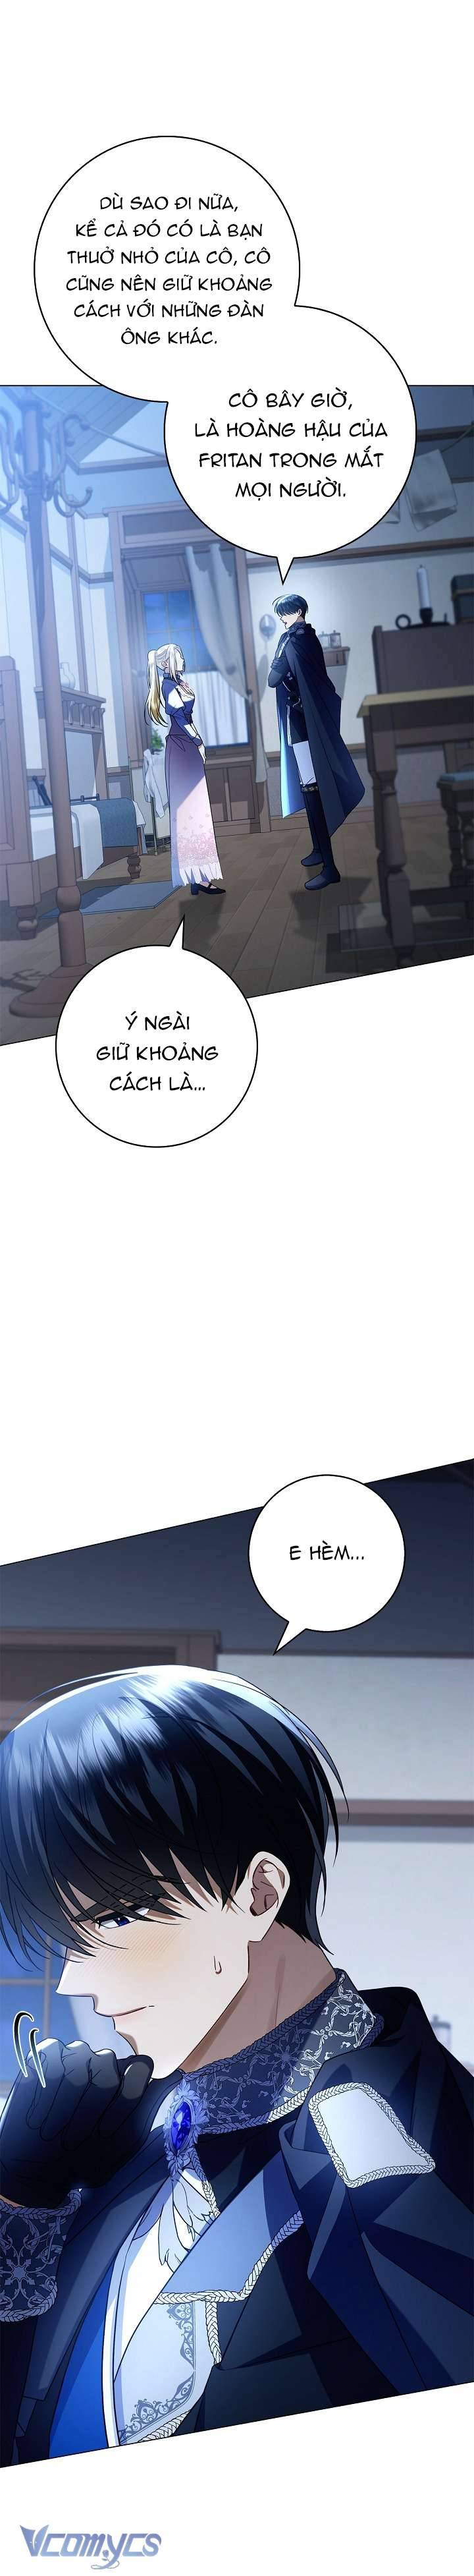 DÙ SAO ĐI NỮA,
KỂ CẢ ĐÓ CÓ LÀ BẠN
THUỞ NHỎ CỦA CÔ, CÔ
CŨNG NÊN GIỮ KHOẢNG
CÁCH VỚI NHỮNG ĐÀN
ÔNG KHÁC.
CÔ BÂY GIỜ,
LÀ HOÀNG HẬU CỦA
FRITAN TRONG MẮT
MỌI NGƯỜI.
Ý NGÀI
GIỮ KHOẢNG
CÁCH LÀ...
E HÈM...
Vcomycs